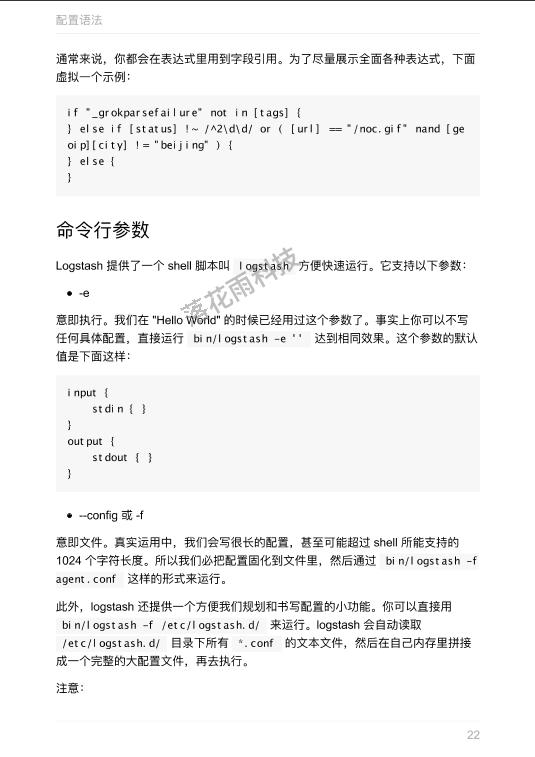 配置语法
通常来说，你都会在表达式里用到字段引用。为了尽量展示全面各种表达式，下面
虚拟一个示例：
if "_grokparsefailure" not in [tags] {
} else if [status] !~ /^2\d\d/ or ( [url] == "/noc.gif" nand [ge
oip][city] != "beijing" ) {
} else {
}
命令行参数
Logstash 提供了一个 shell 脚本叫 logstash 方便快速运行。它支持以下参数：
落花雨科技
● -e
意即执行。我们在 "Hello World" 的时候已经用过这个参数了。事实上你可以不写
任何具体配置，直接运行 bin/logstash -e '' 达到相同效果。这个参数的默认
值是下面这样：
input {
    stdin { }
}
output {
    stdout { }
}
● --config 或 -f
意即文件。真实运用中，我们会写很长的配置，甚至可能超过 shell 所能支持的
1024 个字符长度。所以我们必把配置固化到文件里，然后通过 bin/logstash -f
agent.conf 这样的形式来运行。
此外，logstash 还提供一个方便我们规划和书写配置的小功能。你可以直接用
bin/logstash -f /etc/logstash.d/ 来运行。logstash 会自动读取
/etc/logstash.d/ 目录下所有 *.conf 的文本文件，然后在自己内存里拼接
成一个完整的大配置文件，再去执行。
注意：
22